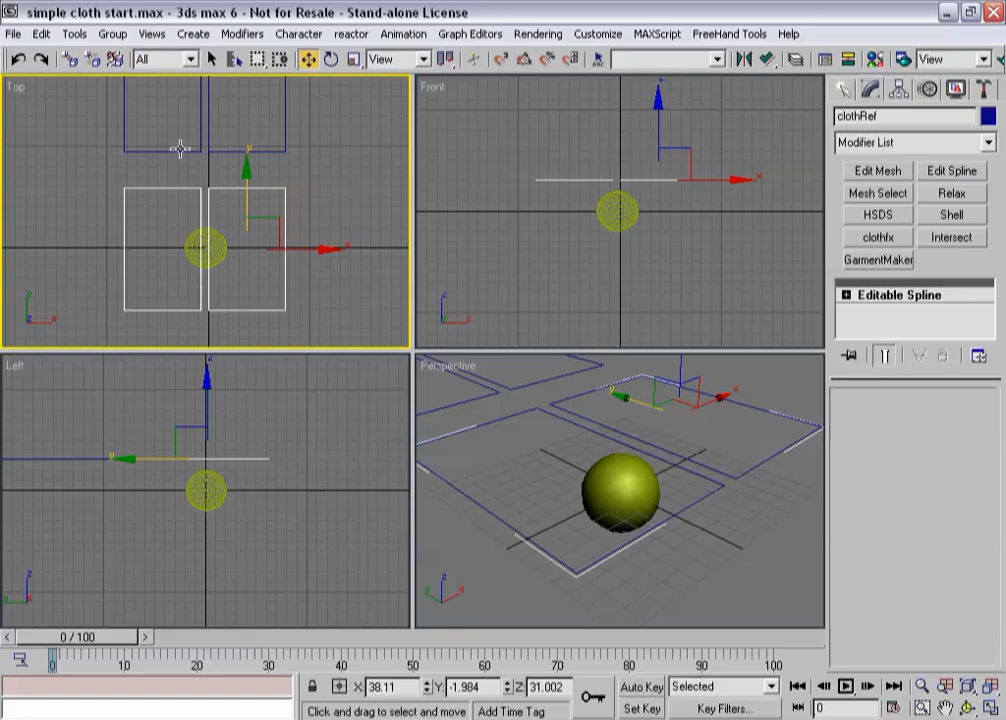 simple cloth start.max - 3ds max 6 - Not for Resale - Stand-alone License
File Edit Tools Group Views Create Modifiers Character reactor Animation Graph Editors Rendering Customize MAXScript FreeHand Tools Help
All View View
Top
y
x
y
z x
Front
z
x
z
x
clothRef
Modifier List
Edit Mesh Edit Spline
Mesh Select Relax
HSDS Shell
clothfx Intersect
GarmentMaker
Editable Spline
Left
z
y
z
y
Perspective
y x
z
y x
0 / 100
0 10 20 30 40 50 60 70 80 90 100
X: 38.11 Y: -1.984 Z: 31.002 Auto Key Selected
Click and drag to select and move Add Time Tag Set Key Key Filters... 0